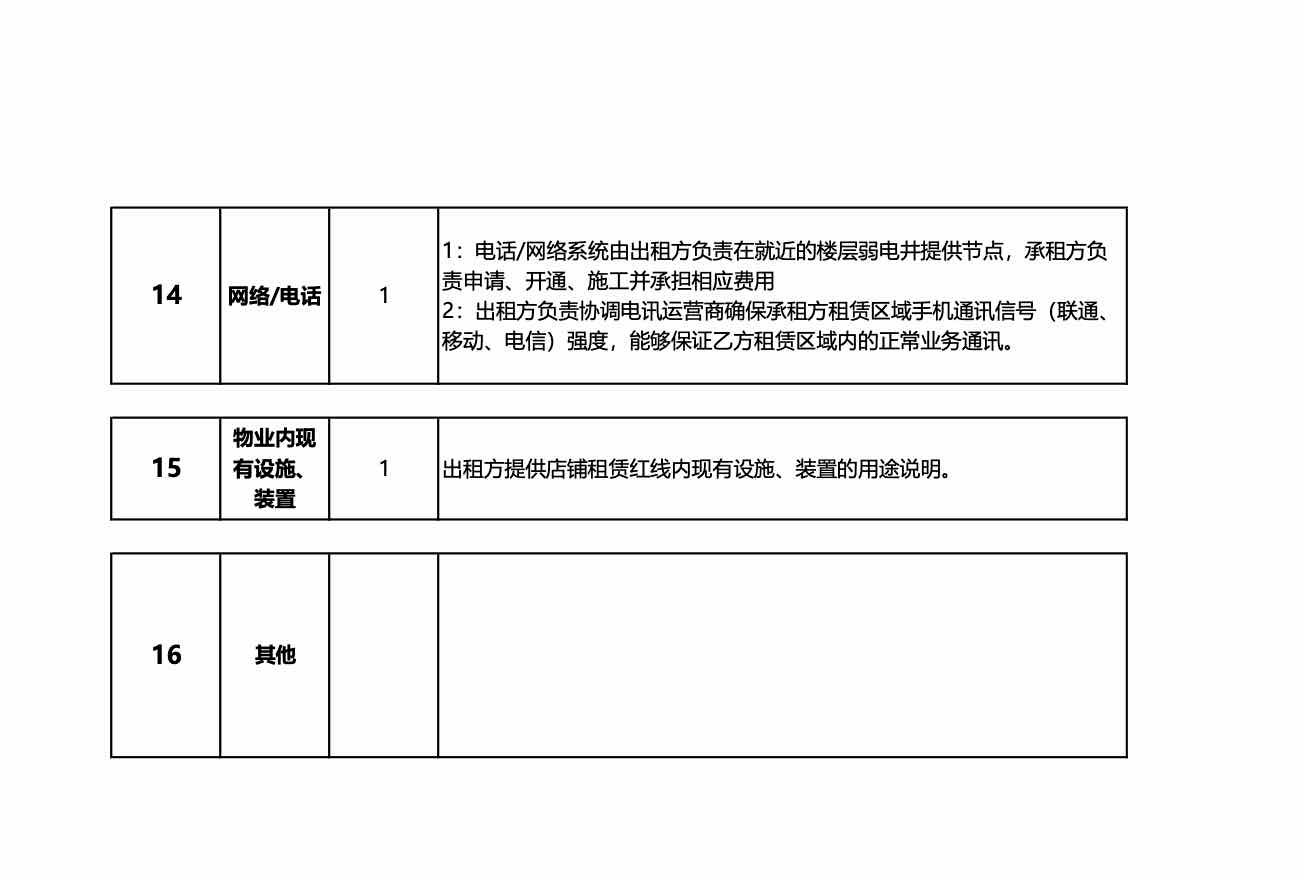 14
网络/电话
1
1：电话/网络系统由出租方负责在就近的楼层弱电井提供节点，承租方负
责申请、开通、施工并承担相应费用
2：出租方负责协调电讯运营商确保承租方租赁区域手机通讯信号（联通、
移动、电信）强度，能够保证乙方租赁区域内的正常业务通讯。
15
物业内现
有设施、
装置
1
出租方提供店铺租赁红线内现有设施、装置的用途说明。
16
其他